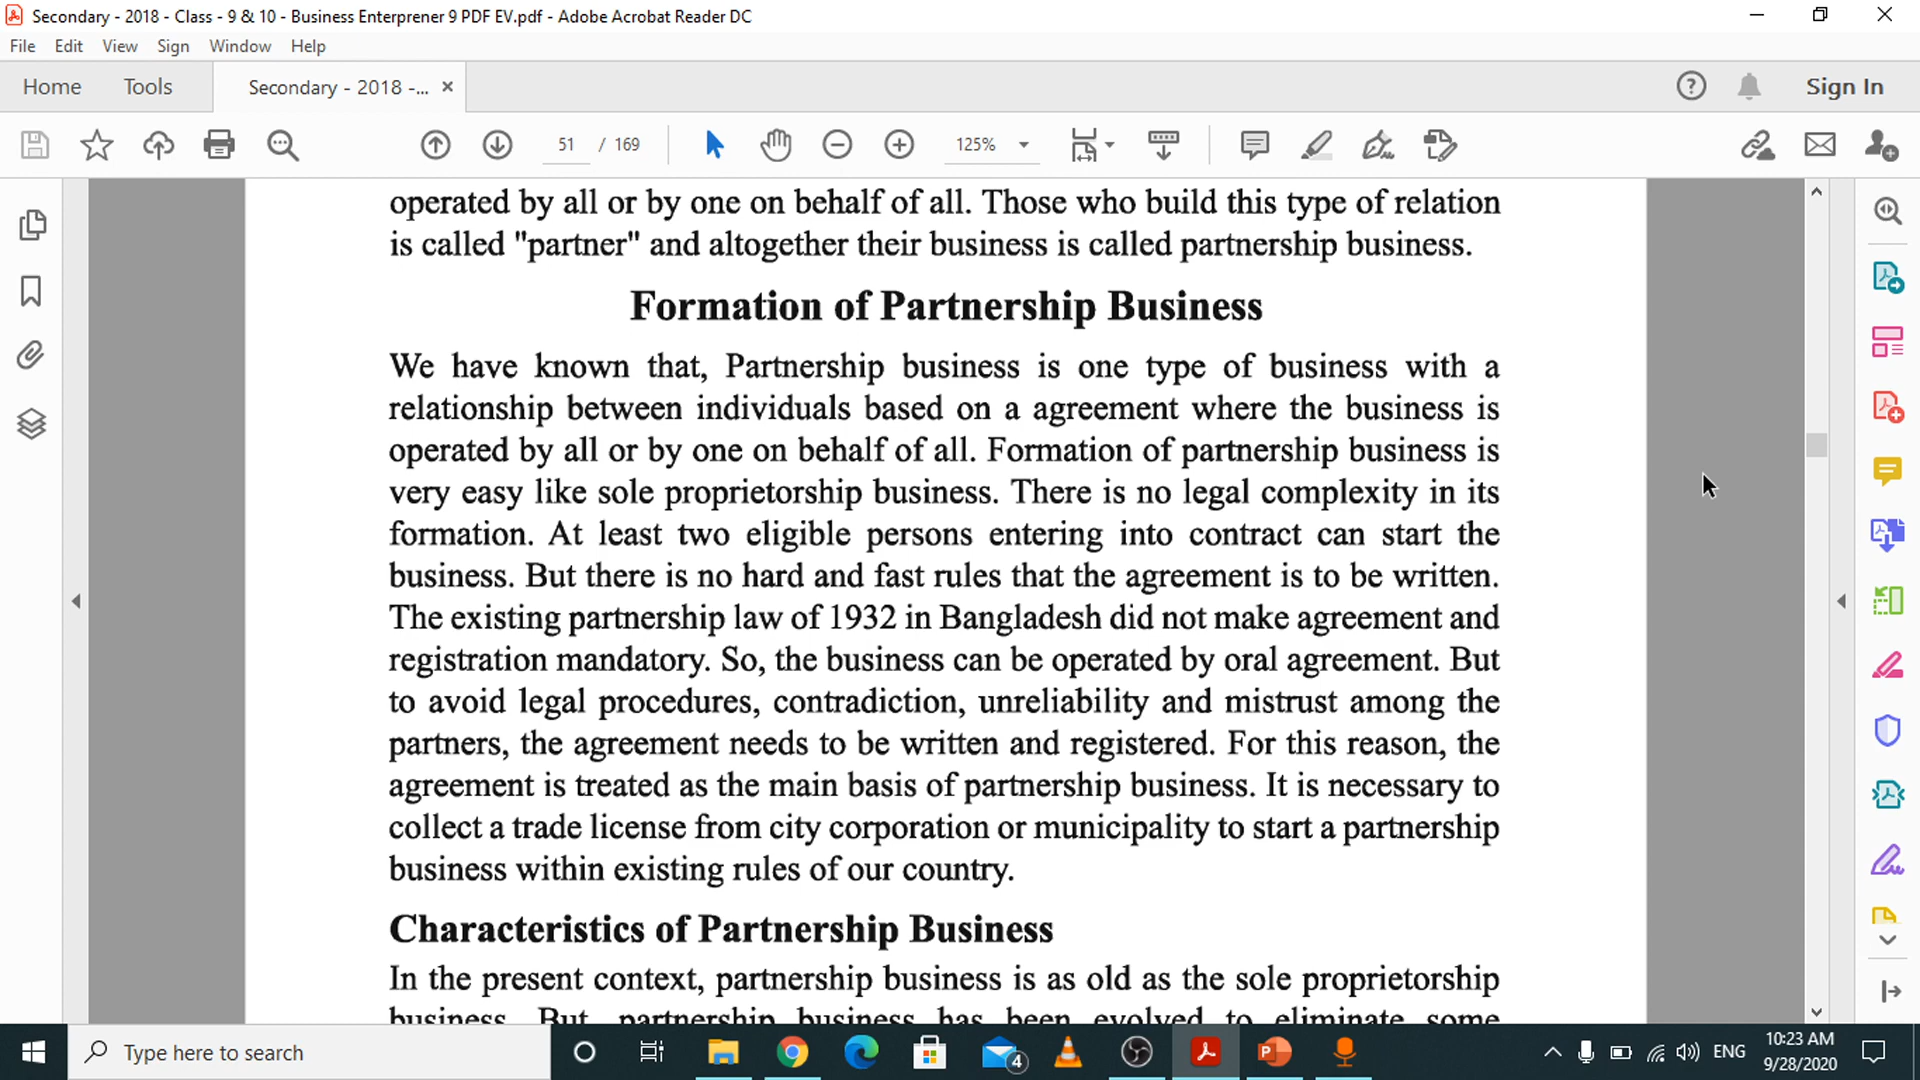 Secondary - 2018 - Class - 9 & 10 - Business Enterprener 9 PDF EV.pdf - Adobe Acrobat Reader DC
File Edit View Sign Window Help
Home Tools Secondary - 2018 -... × Sign In
51 / 169 125%
operated by all or by one on behalf of all. Those who build this type of relation
is called "partner" and altogether their business is called partnership business.
Formation of Partnership Business
We have known that, Partnership business is one type of business with a
relationship between individuals based on a agreement where the business is
operated by all or by one on behalf of all. Formation of partnership business is
very easy like sole proprietorship business. There is no legal complexity in its
formation. At least two eligible persons entering into contract can start the
business. But there is no hard and fast rules that the agreement is to be written.
The existing partnership law of 1932 in Bangladesh did not make agreement and
registration mandatory. So, the business can be operated by oral agreement. But
to avoid legal procedures, contradiction, unreliability and mistrust among the
partners, the agreement needs to be written and registered. For this reason, the
agreement is treated as the main basis of partnership business. It is necessary to
collect a trade license from city corporation or municipality to start a partnership
business within existing rules of our country.
Characteristics of Partnership Business
In the present context, partnership business is as old as the sole proprietorship
business. But, partnership business has been evolved to eliminate some
Type here to search
4
ENG
10:23 AM
9/28/2020